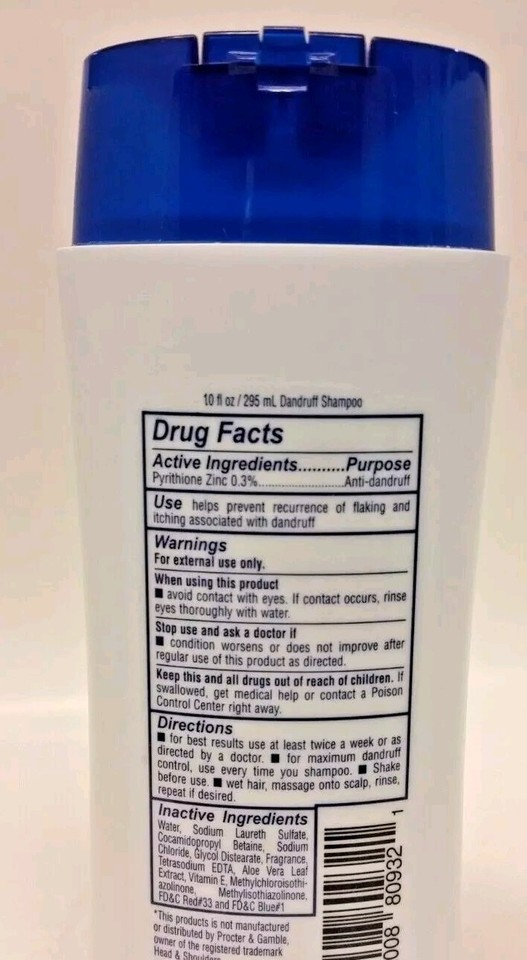 10 fl oz / 295 mL Dandruff Shampoo
Drug Facts
Active Ingredients..........Purpose
Pyrithione Zinc 0.3%..........................Anti-dandruff
Use helps prevent recurrence of flaking and
itching associated with dandruff
Warnings
For external use only.
When using this product
■ avoid contact with eyes. If contact occurs, rinse
eyes thoroughly with water.
Stop use and ask a doctor if
■ condition worsens or does not improve after
regular use of this product as directed.
Keep this and all drugs out of reach of children. If
swallowed, get medical help or contact a Poison
Control Center right away.
Directions
■ for best results use at least twice a week or as
directed by a doctor. ■ for maximum dandruff
control, use every time you shampoo. ■ Shake
before use. ■ wet hair, massage onto scalp, rinse,
repeat if desired.
Inactive Ingredients
Water, Sodium Laureth Sulfate,
Cocamidopropyl Betaine, Sodium
Chloride, Glycol Distearate, Fragrance,
Tetrasodium EDTA, Aloe Vera Leaf
Extract, Vitamin E, Methylchloroisothi-
azolinone, Methylisothiazolinone,
FD&C Red#33 and FD&C Blue#1
*This products is not manufactured
or distributed by Procter & Gamble,
owner of the registered trademark
Head & Shoulders
008 80932 1